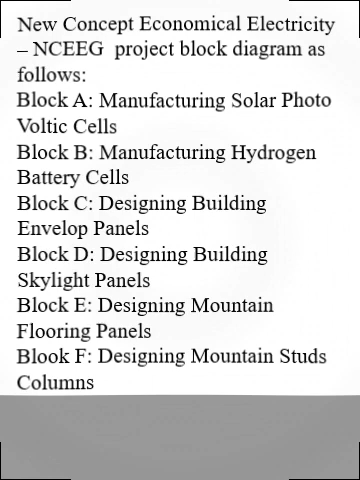 New Concept Economical Electricity
– NCEEG  project block diagram as
follows:
Block A: Manufacturing Solar Photo
Voltic Cells
Block B: Manufacturing Hydrogen
Battery Cells
Block C: Designing Building
Envelop Panels
Block D: Designing Building
Skylight Panels
Block E: Designing Mountain
Flooring Panels
Blook F: Designing Mountain Studs
Columns